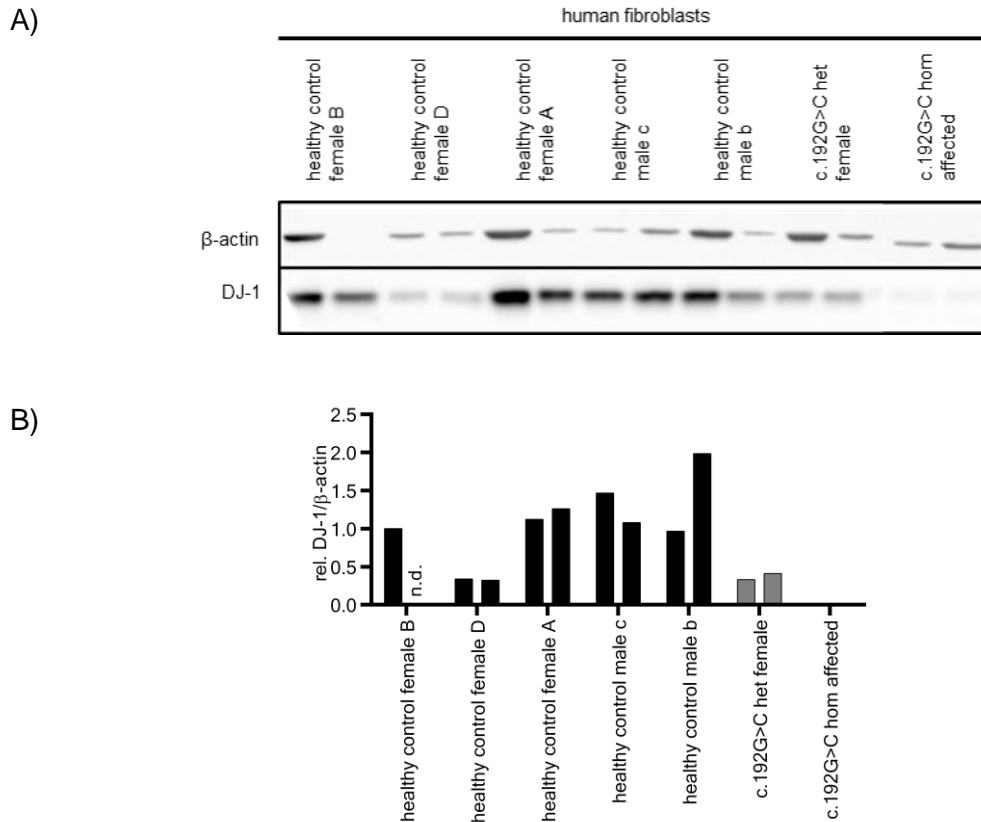 A)
human fibroblasts
healthy control
female B
healthy control
female D
healthy control
female A
healthy control
male c
healthy control
male b
c.192G>C het
female
c.192G>C hom
affected
β-actin
DJ-1
B)
rel. DJ-1/β-actin
2.5
2.0
1.5
1.0
0.5
0.0
n.d.
healthy control female B
healthy control female D
healthy control female A
healthy control male c
healthy control male b
c.192G>C het female
c.192G>C hom affected